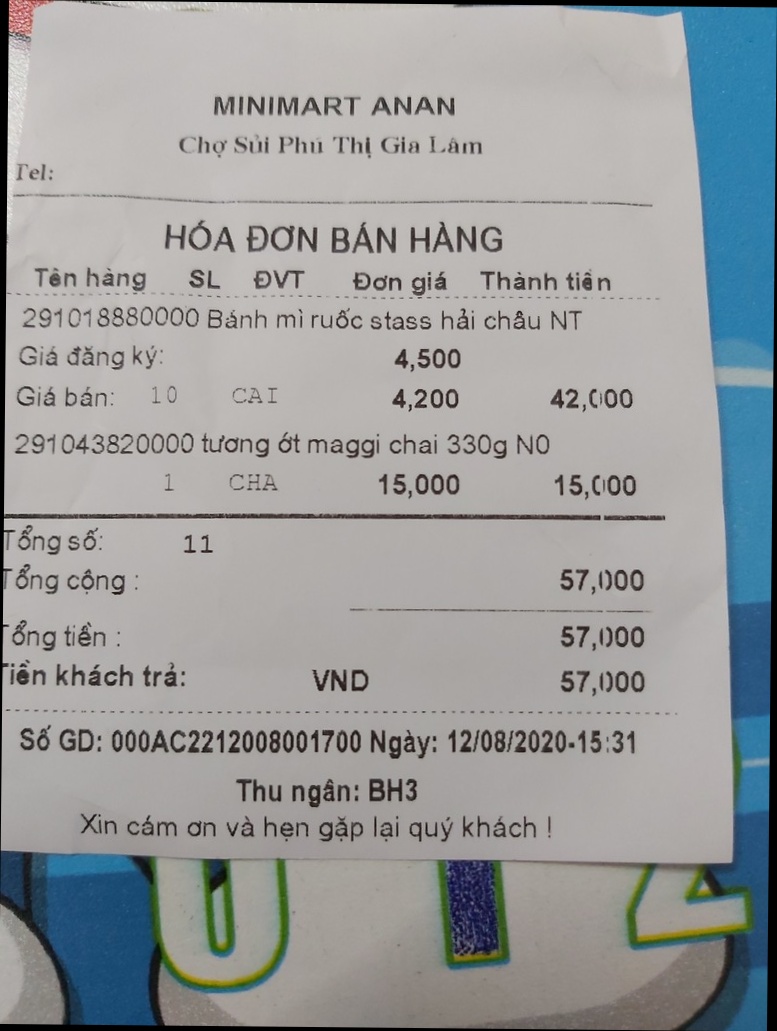 MINIMART ANAN
Chợ Sủi Phú Thị Gia Lâm
Tel:
HÓA ĐƠN BÁN HÀNG
Tên hàng SL ĐVT Đơn giá Thành tiền
291018880000 Bánh mì ruốc stass hải châu NT
Giá đăng ký: 4,500
Giá bán: 10 CAI 4,200 42,000
291043820000 tương ớt maggi chai 330g N0
1 CHA 15,000 15,000
Tổng số: 11
Tổng cộng : 57,000
Tổng tiền : 57,000
Tiền khách trả: VND 57,000
Số GD: 000AC2212008001700 Ngày: 12/08/2020-15:31
Thu ngân: BH3
Xin cám ơn và hẹn gặp lại quý khách !